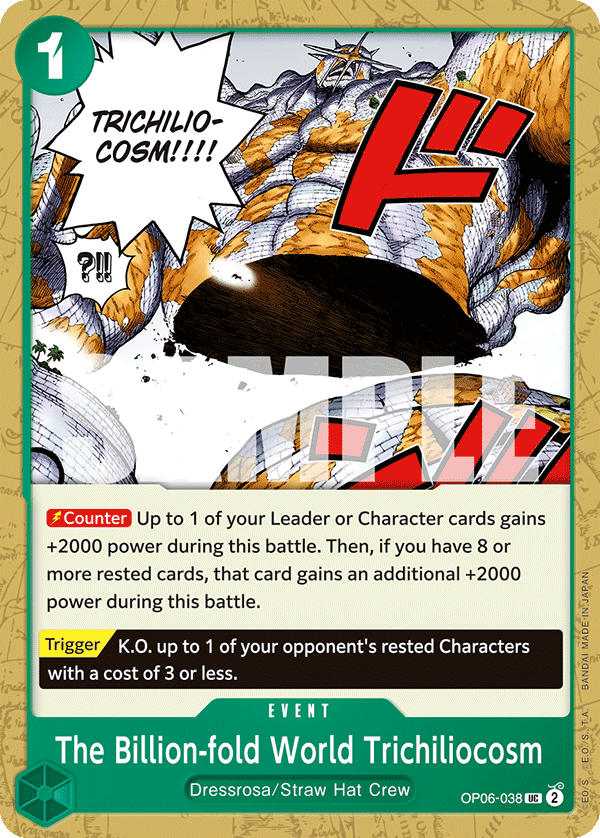 1
TRICHILIO-
COSM!!!!
ド
?!!
SAMPLE
Counter Up to 1 of your Leader or Character cards gains
+2000 power during this battle. Then, if you have 8 or
more rested cards, that card gains an additional +2000
power during this battle.
Trigger K.O. up to 1 of your opponent's rested Characters
with a cost of 3 or less.
EVENT
The Billion-fold World Trichiliocosm
Dressrosa/Straw Hat Crew
OP06-038 UC 2
©E.O./S. ©E.O./S.,T.A. BANDAI MADE IN JAPAN